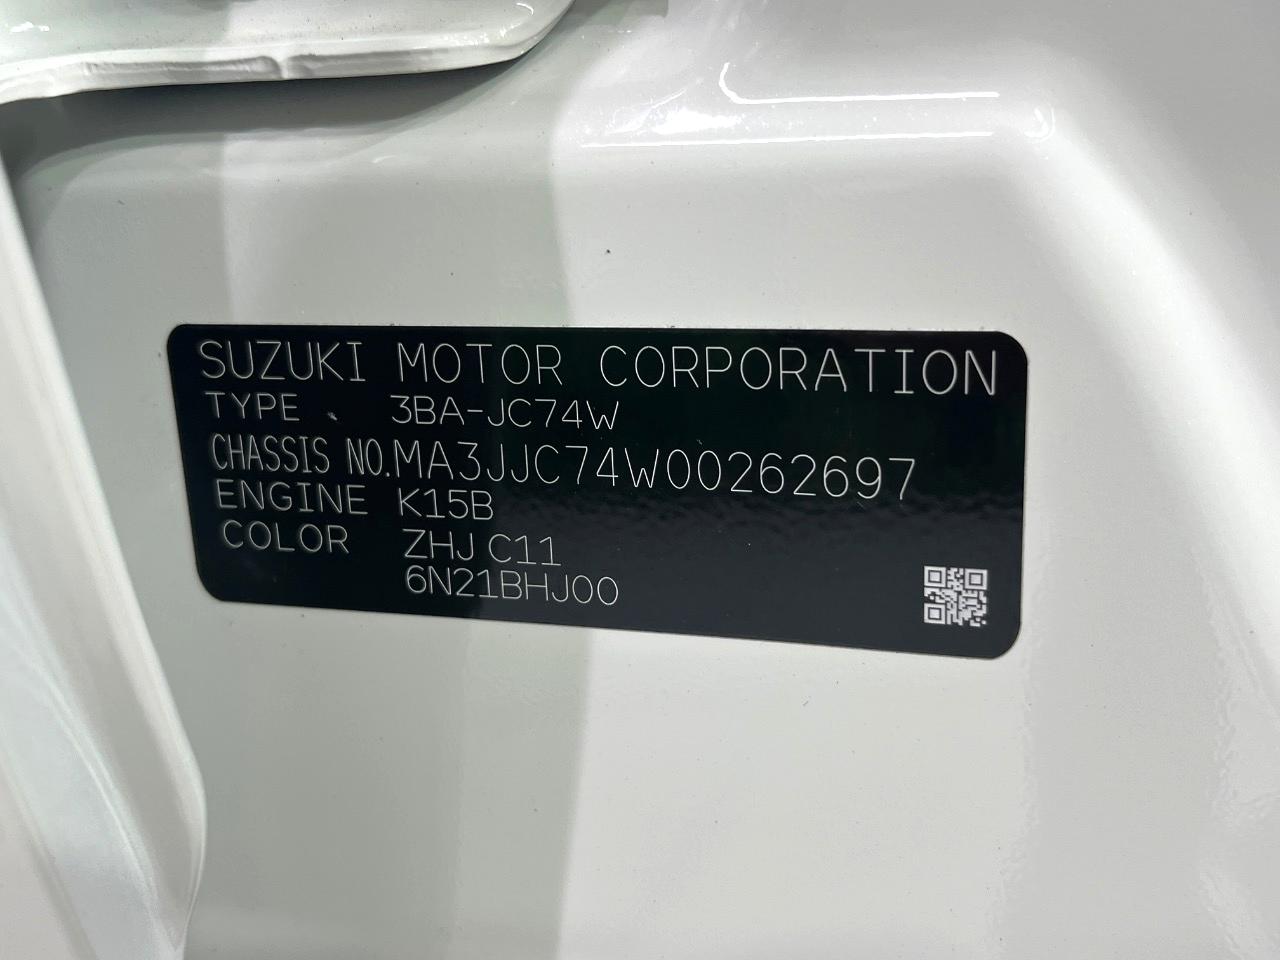 SUZUKI MOTOR CORPORATION
TYPE 3BA-JC74W
CHASSIS NO.MA3JJC74W00262697
ENGINE K15B
COLOR ZHJ C11
6N21BHJ00